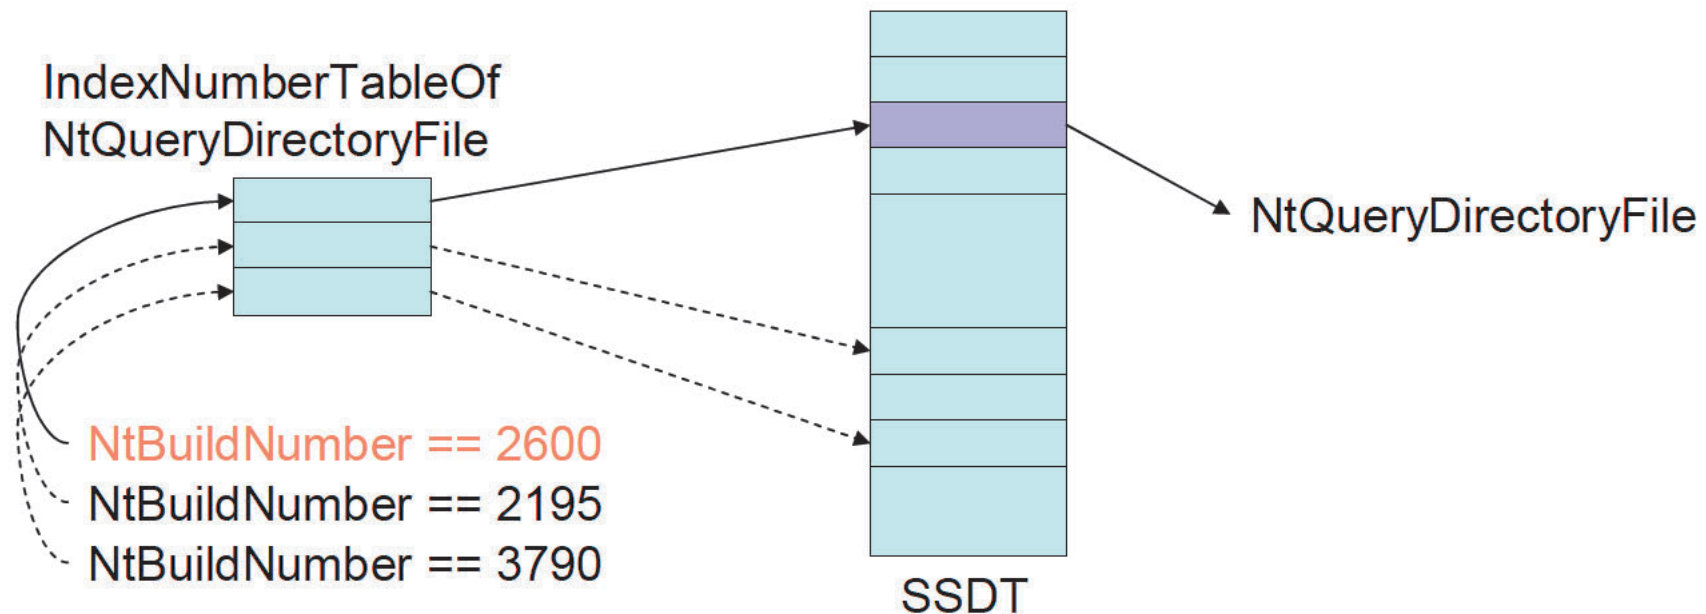 IndexNumberTableOf
NtQueryDirectoryFile
NtQueryDirectoryFile
NtBuildNumber == 2600
NtBuildNumber == 2195
NtBuildNumber == 3790
SSDT